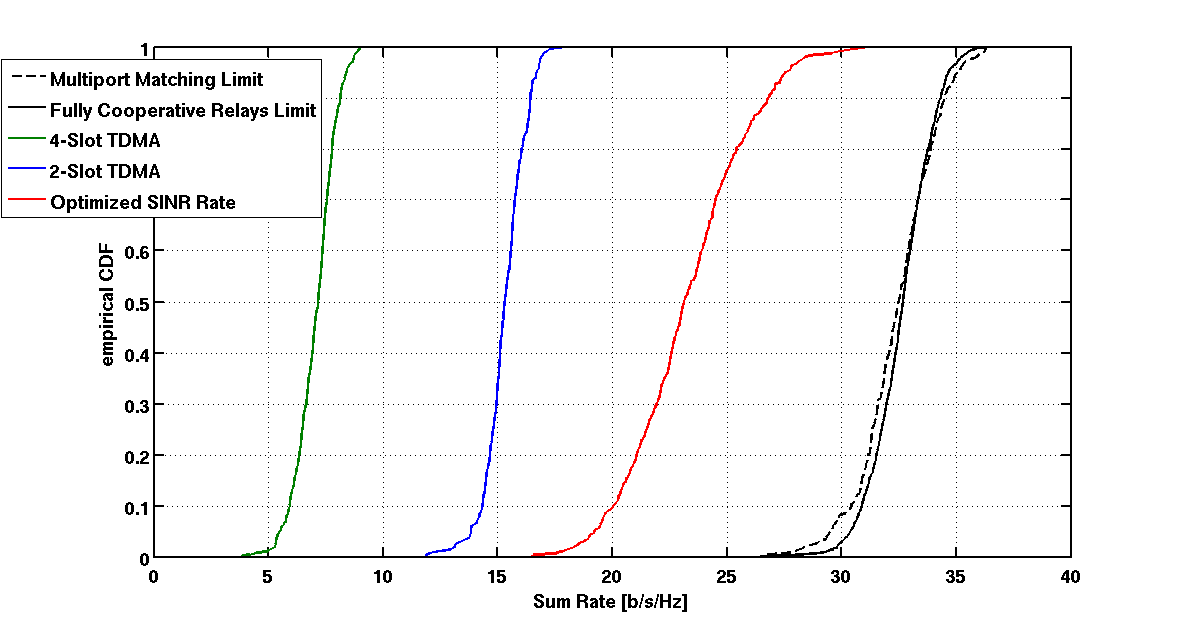 1
Multiport Matching Limit
Fully Cooperative Relays Limit
4-Slot TDMA
2-Slot TDMA
Optimized SINR Rate
0.6
0.5
0.4
0.3
0.2
0.1
0
empirical CDF
0 5 10 15 20 25 30 35 40
Sum Rate [b/s/Hz]